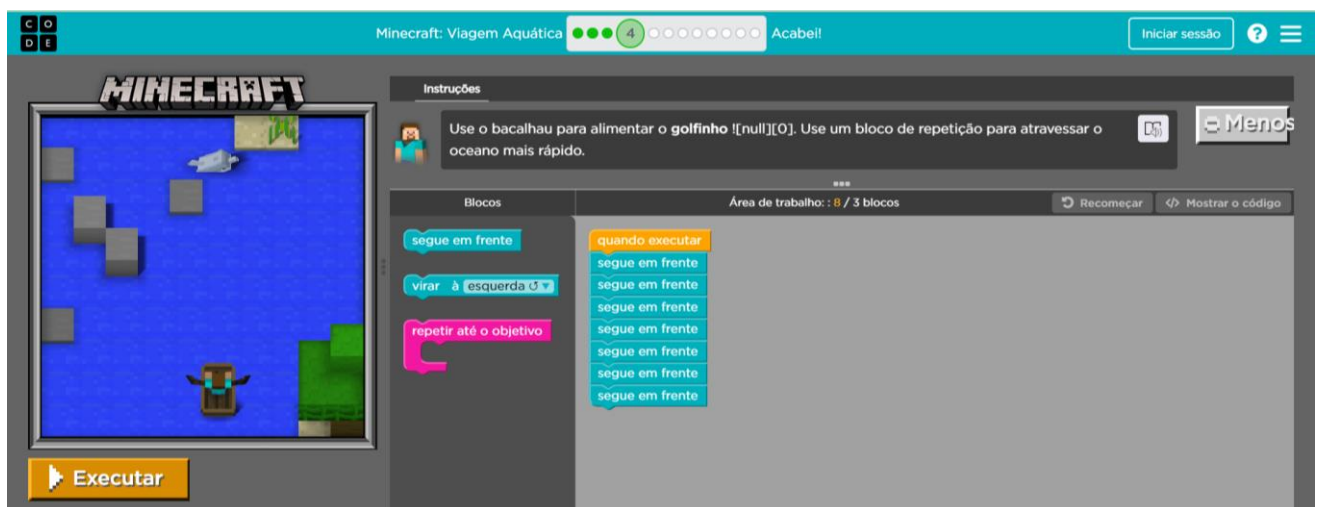 C O
D E
Minecraft: Viagem Aquática
4
Acabei!
Iniciar sessão
?
MINECRAFT
Instruções
Use o bacalhau para alimentar o golfinho ![null][0]. Use um bloco de repetição para atravessar o
oceano mais rápido.
Menos
Blocos
Área de trabalho: : 8 / 3 blocos
Recomeçar
</> Mostrar o código
segue em frente
virar à esquerda ↺ ▼
repetir até o objetivo
quando executar
segue em frente
segue em frente
segue em frente
segue em frente
segue em frente
segue em frente
segue em frente
Executar